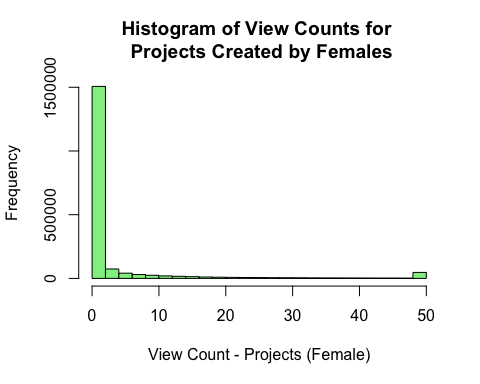 Histogram of View Counts for
Projects Created by Females
Frequency
1500000
500000
0
0 10 20 30 40 50
View Count - Projects (Female)